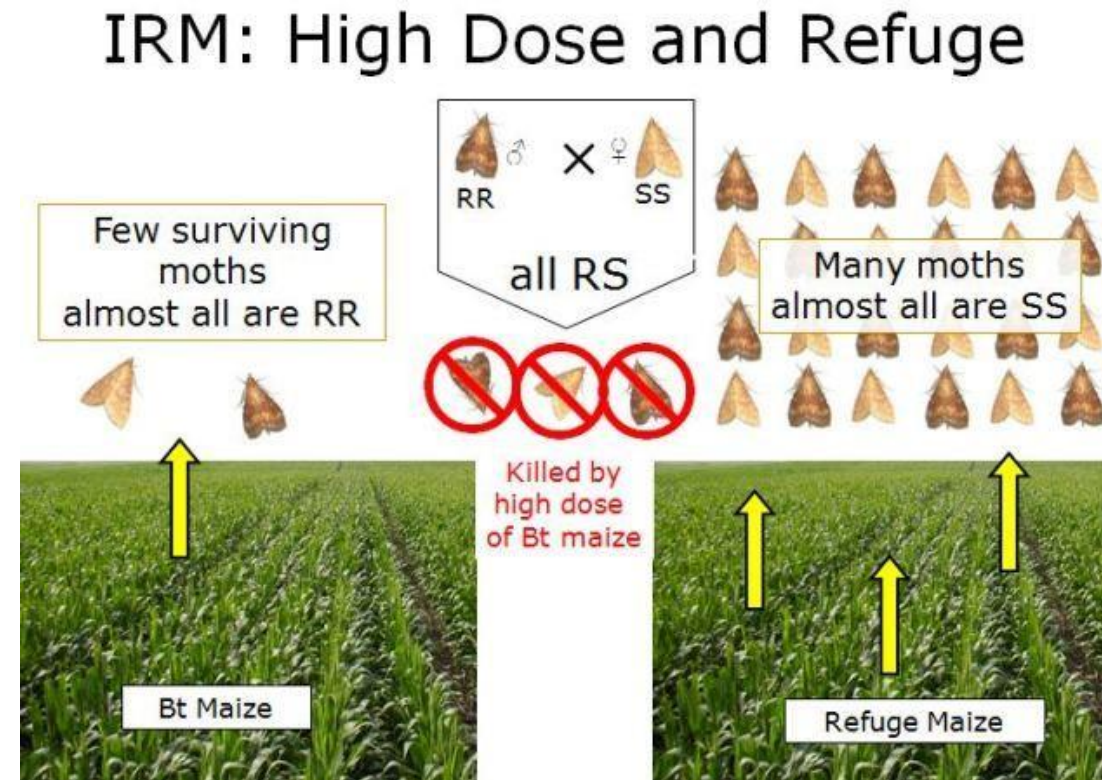 IRM: High Dose and Refuge
♂ × ♀
RR SS
all RS
Few surviving
moths
almost all are RR
Many moths
almost all are SS
Killed by
high dose
of Bt maize
Bt Maize
Refuge Maize